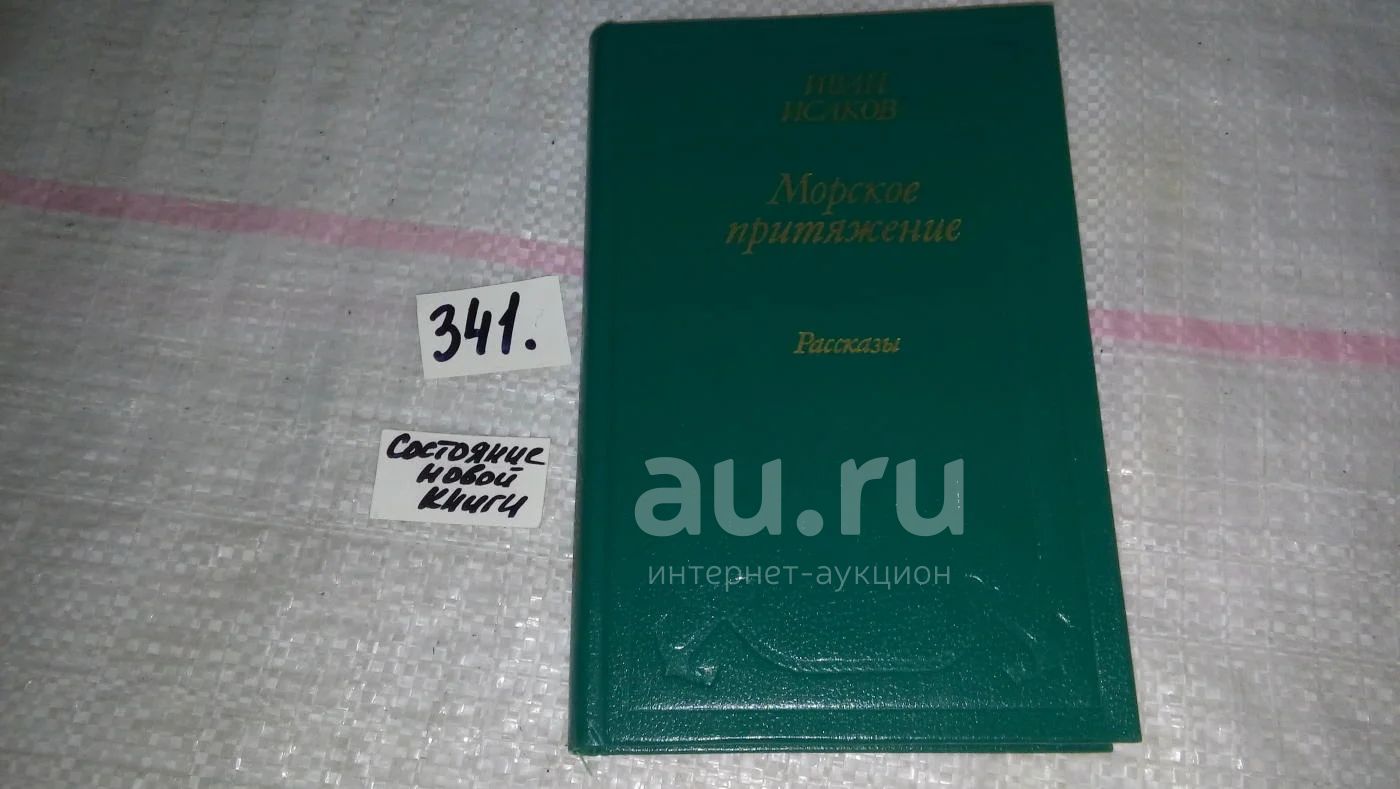 ИВАН
ИСАКОВ
Морское
притяжение
Рассказы
341.
Состояние
новой
книги
au.ru
интернет-аукцион